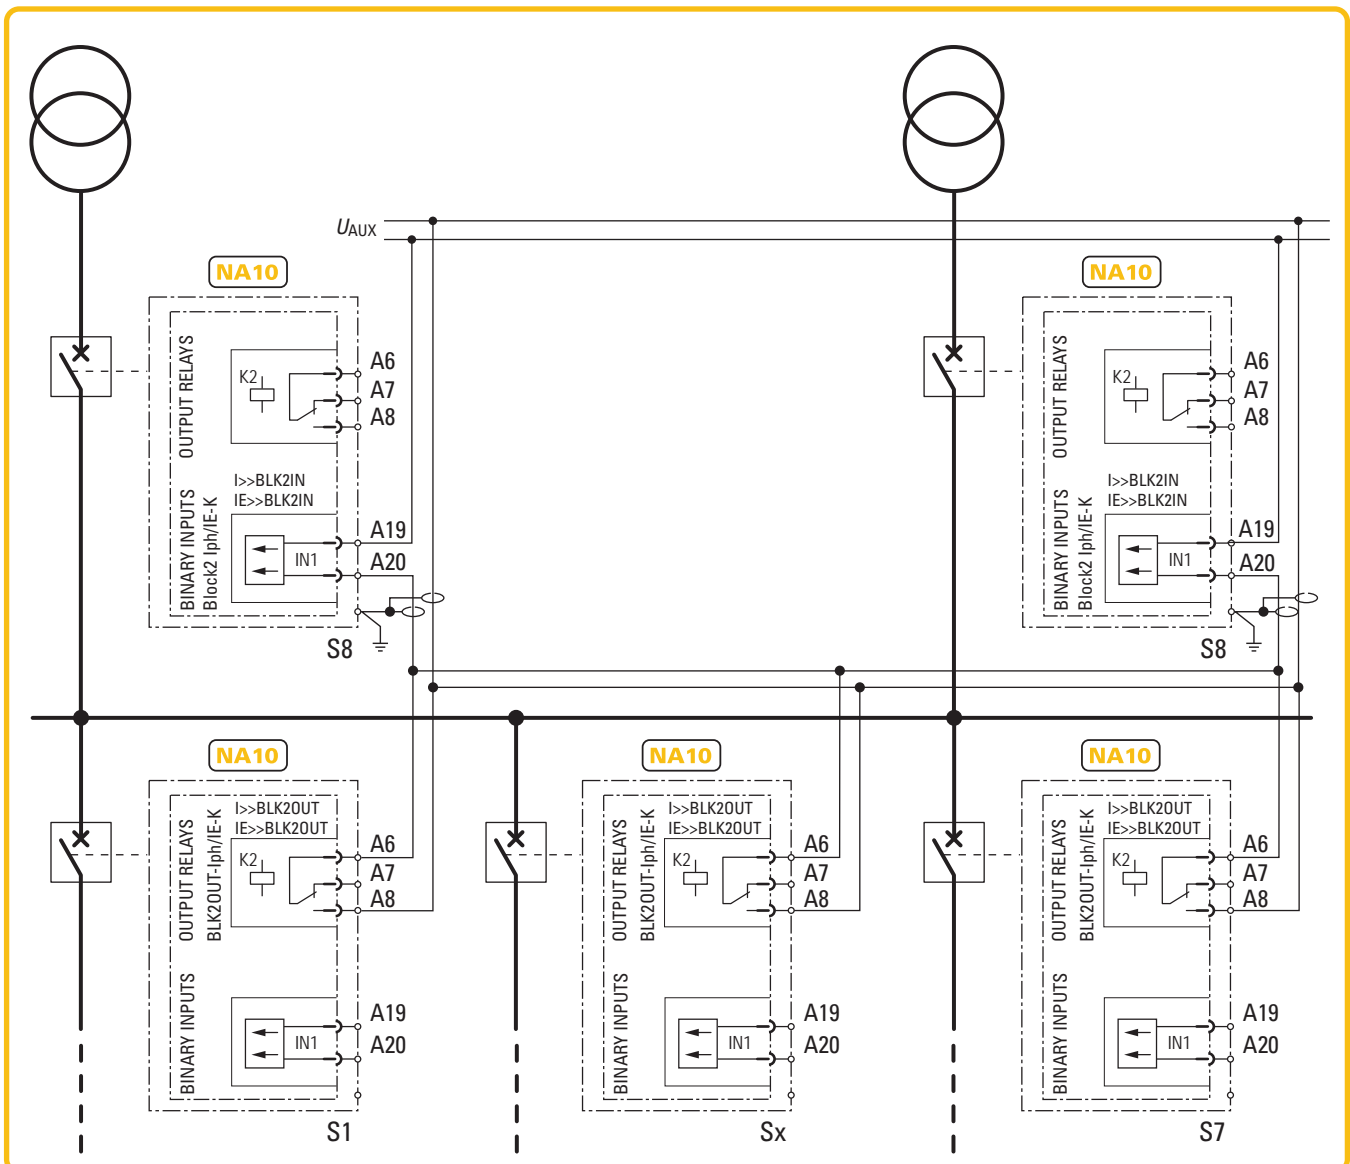 UAUX
NA10
OUTPUT RELAYS
K2
A6
A7
A8
BINARY INPUTS
Block2 Iph/IE-K
I>>BLK2IN
IE>>BLK2IN
IN1
A19
A20
S8
NA10
OUTPUT RELAYS
K2
A6
A7
A8
BINARY INPUTS
Block2 Iph/IE-K
I>>BLK2IN
IE>>BLK2IN
IN1
A19
A20
S8
NA10
OUTPUT RELAYS
BLK2OUT-Iph/IE-K
I>>BLK2OUT
IE>>BLK2OUT
K2
A6
A7
A8
BINARY INPUTS
IN1
A19
A20
S1
NA10
OUTPUT RELAYS
BLK2OUT-Iph/IE-K
I>>BLK2OUT
IE>>BLK2OUT
K2
A6
A7
A8
BINARY INPUTS
IN1
A19
A20
Sx
NA10
OUTPUT RELAYS
BLK2OUT-Iph/IE-K
I>>BLK2OUT
IE>>BLK2OUT
K2
A6
A7
A8
BINARY INPUTS
IN1
A19
A20
S7